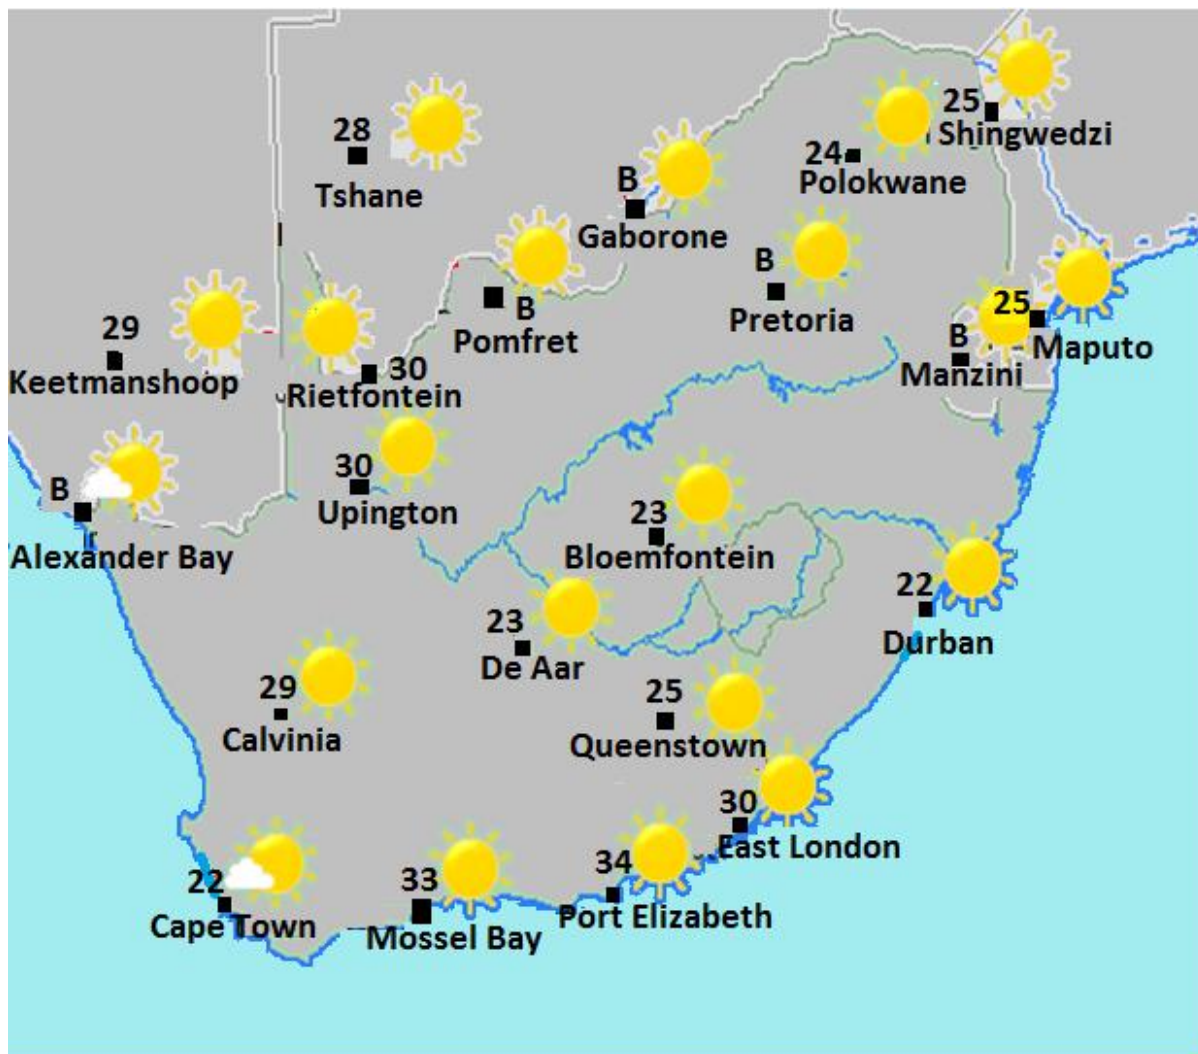 25
Shingwedzi
28
Tshane
24
Polokwane
B
Gaborone
B
Pretoria
B
Pomfret
25
Maputo
29
Keetmanshoop
30
Rietfontein
B
Manzini
30
Upington
B
Alexander Bay
23
Bloemfontein
22
Durban
23
De Aar
29
Calvinia
25
Queenstown
30
East London
34
Port Elizabeth
33
Mossel Bay
22
Cape Town